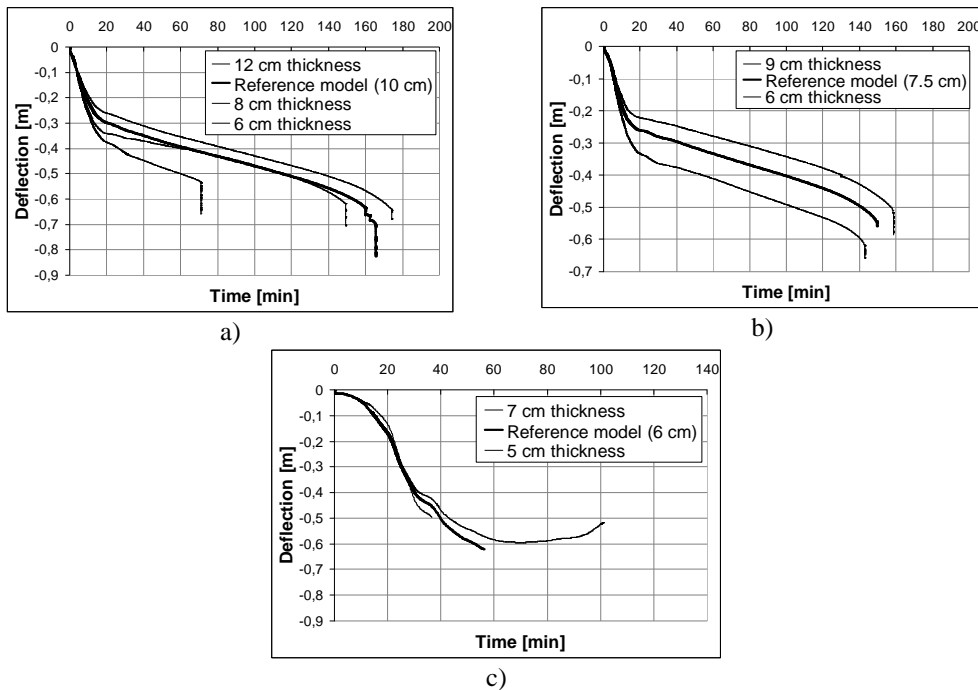 0 20 40 60 80 100 120 140 160 180 200
0
-0,1
-0,2
-0,3
-0,4
-0,5
-0,6
-0,7
-0,8
-0,9
Deflection [m]
12 cm thickness
Reference model (10 cm)
8 cm thickness
6 cm thickness
Time [min]
a)
0 20 40 60 80 100 120 140 160 180 200
0
-0,1
-0,2
-0,3
-0,4
-0,5
-0,6
-0,7
Deflection [m]
9 cm thickness
Reference model (7.5 cm)
6 cm thickness
Time [min]
b)
0 20 40 60 80 100 120 140
0
-0,1
-0,2
-0,3
-0,4
-0,5
-0,6
-0,7
-0,8
-0,9
Deflection [m]
7 cm thickness
Reference model (6 cm)
5 cm thickness
Time [min]
c)